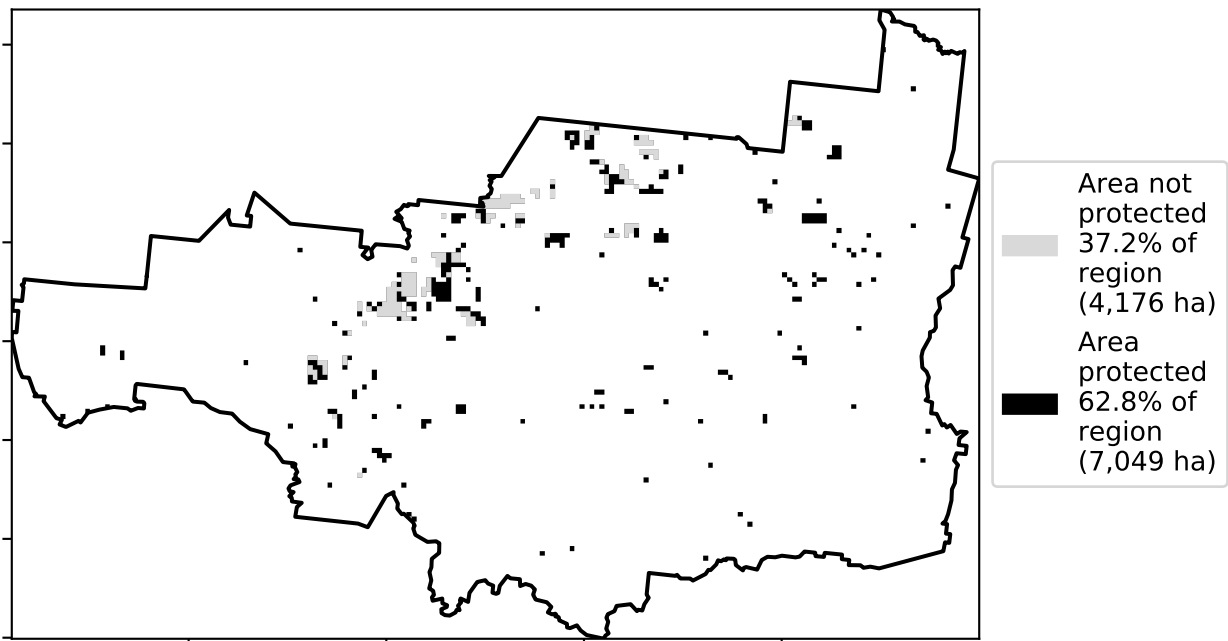 Area not
protected
37.2% of
region
(4,176 ha)
Area
protected
62.8% of
region
(7,049 ha)